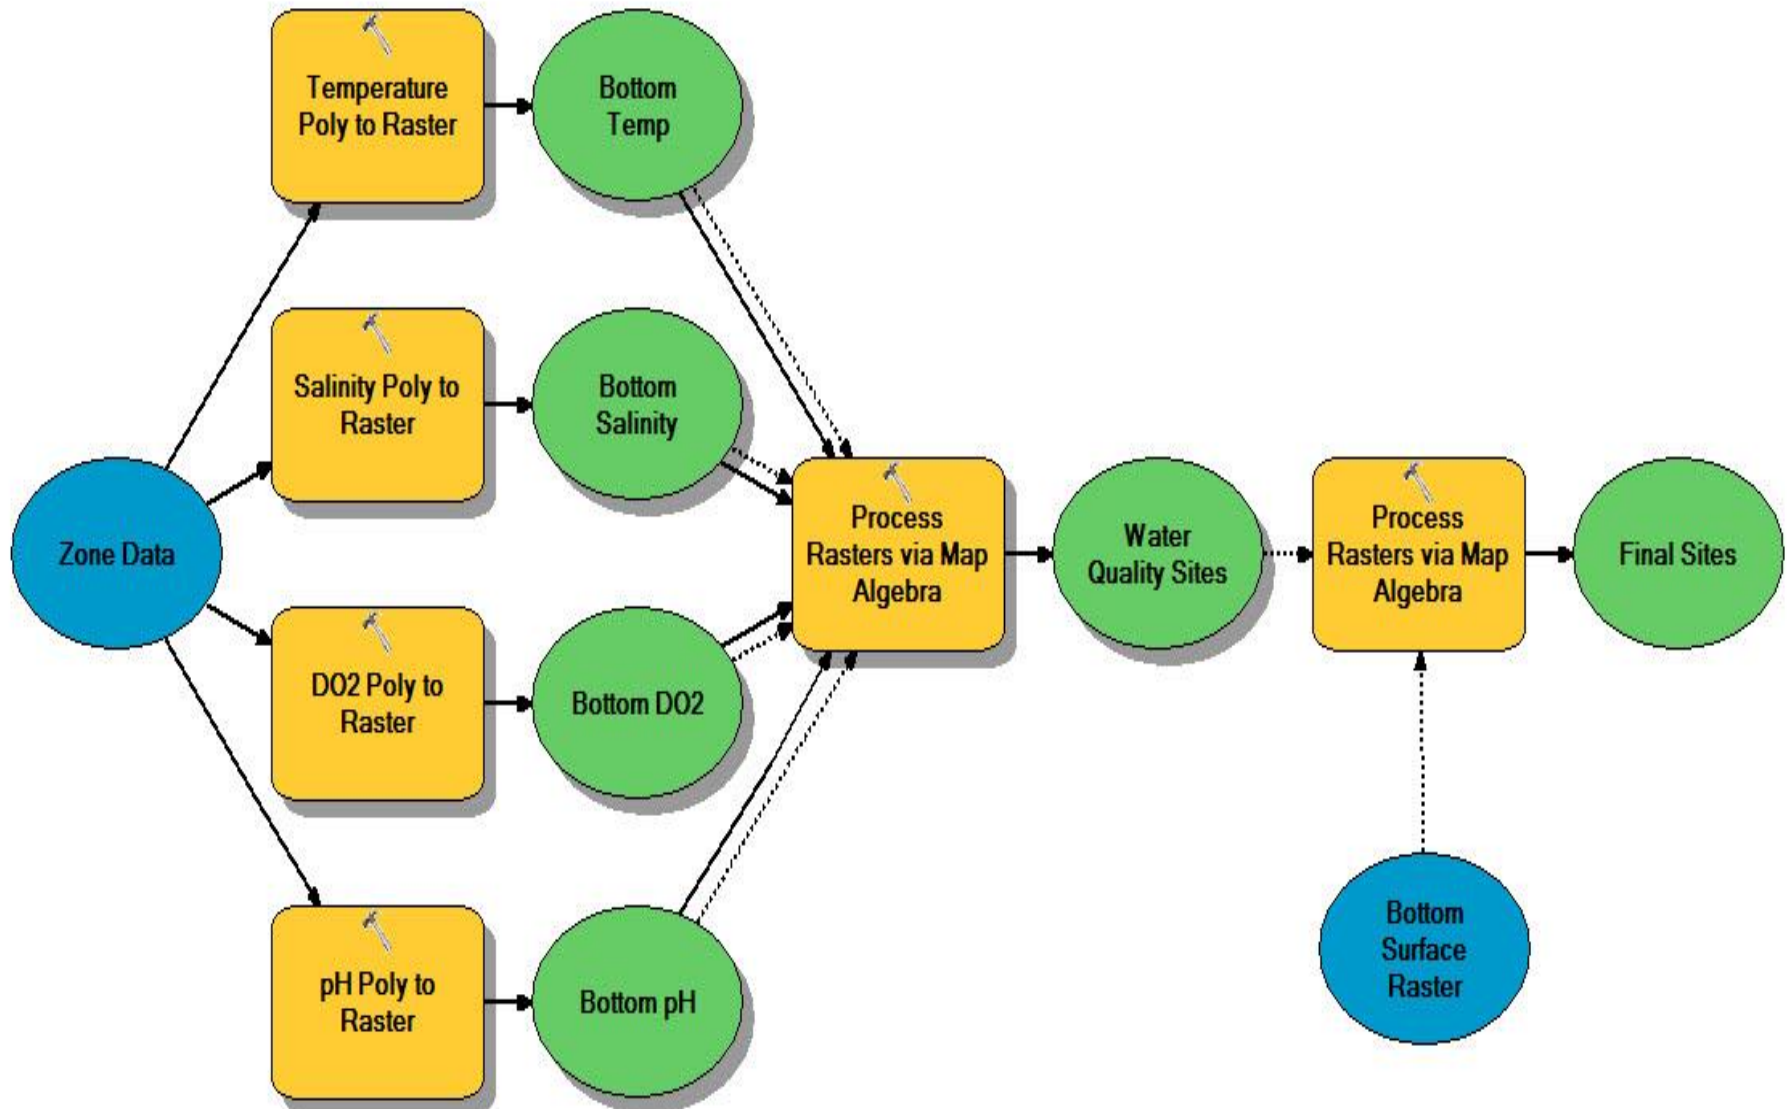 Temperature
Poly to Raster
Bottom
Temp
Salinity Poly to
Raster
Bottom
Salinity
Zone Data
Process
Rasters via Map
Algebra
Water
Quality Sites
Process
Rasters via Map
Algebra
Final Sites
DO2 Poly to
Raster
Bottom DO2
pH Poly to
Raster
Bottom pH
Bottom
Surface
Raster